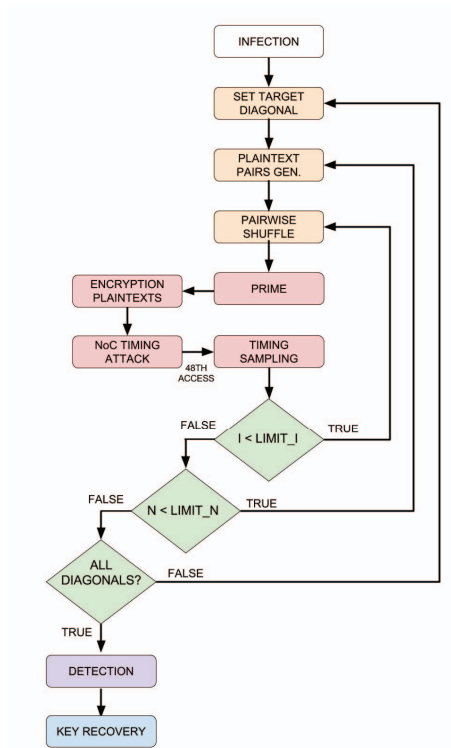 INFECTION
SET TARGET
DIAGONAL
PLAINTEXT
PAIRS GEN.
PAIRWISE
SHUFFLE
ENCRYPTION
PLAINTEXTS
PRIME
NoC TIMING
ATTACK
48TH
ACCESS
TIMING
SAMPLING
FALSE
I < LIMIT_I
TRUE
FALSE
N < LIMIT_N
TRUE
ALL
DIAGONALS?
FALSE
TRUE
DETECTION
KEY RECOVERY